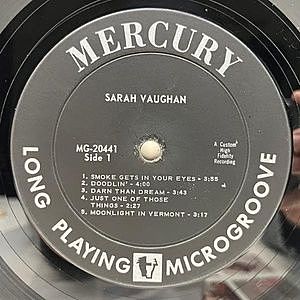 MERCURY
SARAH VAUGHAN
MG-20441
Side 1
A Custom
High
Fidelity
Recording
1. SMOKE GETS IN YOUR EYES - 3:55
2. DOODLIN' - 4:00
3. DARN THAN DREAM - 3:43
4. JUST ONE OF THOSE
THINGS - 2:27
5. MOONLIGHT IN VERMONT - 3:17
LONG PLAYING MICROGROOVE